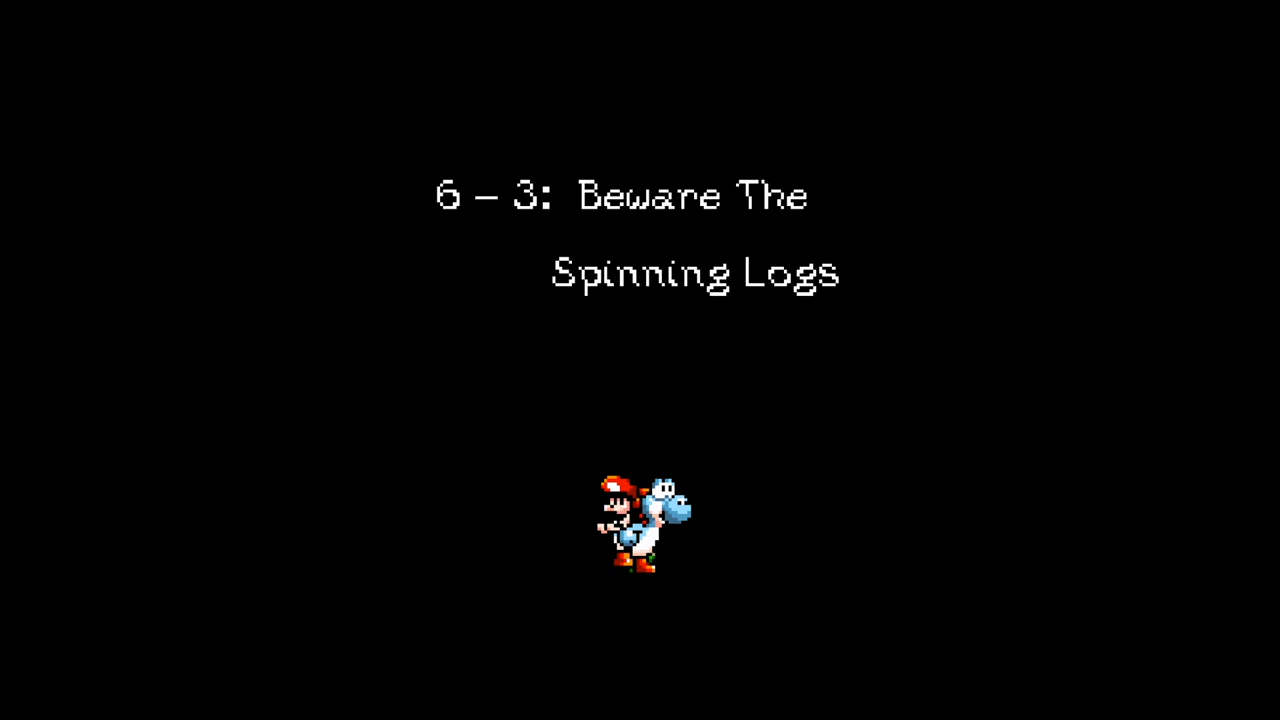 6 – 3: Beware The
Spinning Logs